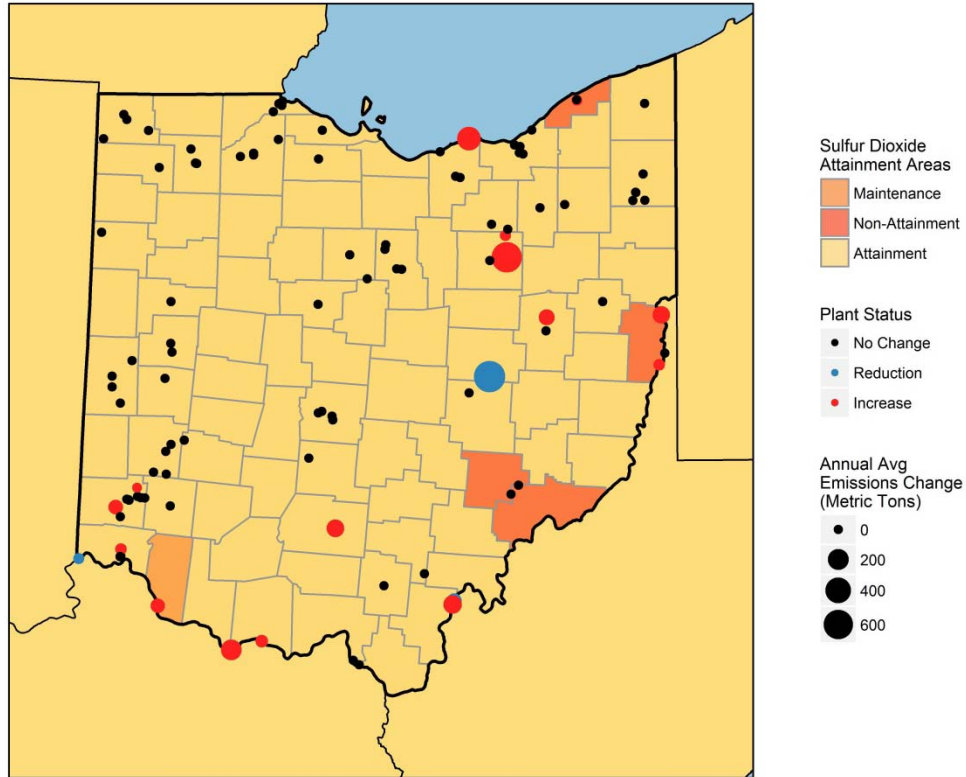 Sulfur Dioxide
Attainment Areas
Maintenance
Non-Attainment
Attainment
Plant Status
No Change
Reduction
Increase
Annual Avg
Emissions Change
(Metric Tons)
0
200
400
600